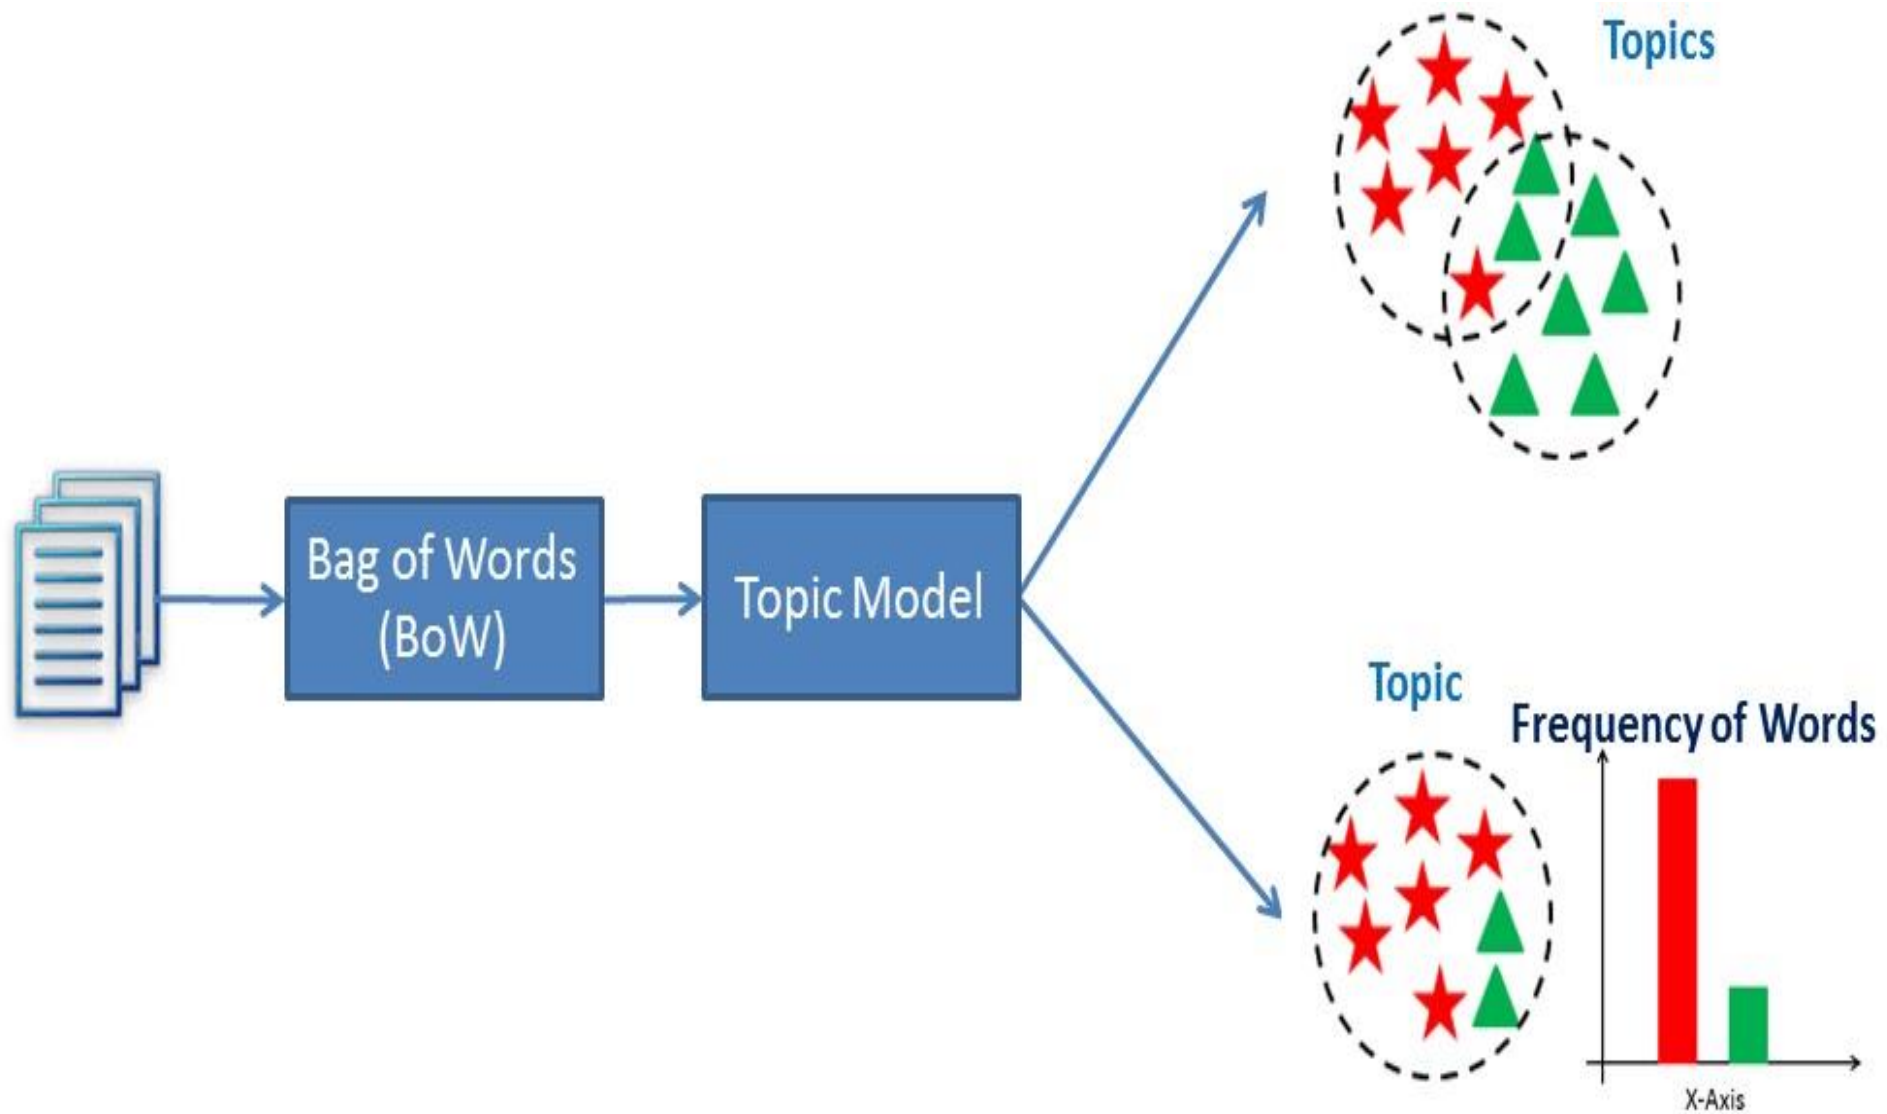 Topics
Bag of Words
(BoW)
Topic Model
Topic
Frequency of Words
X-Axis